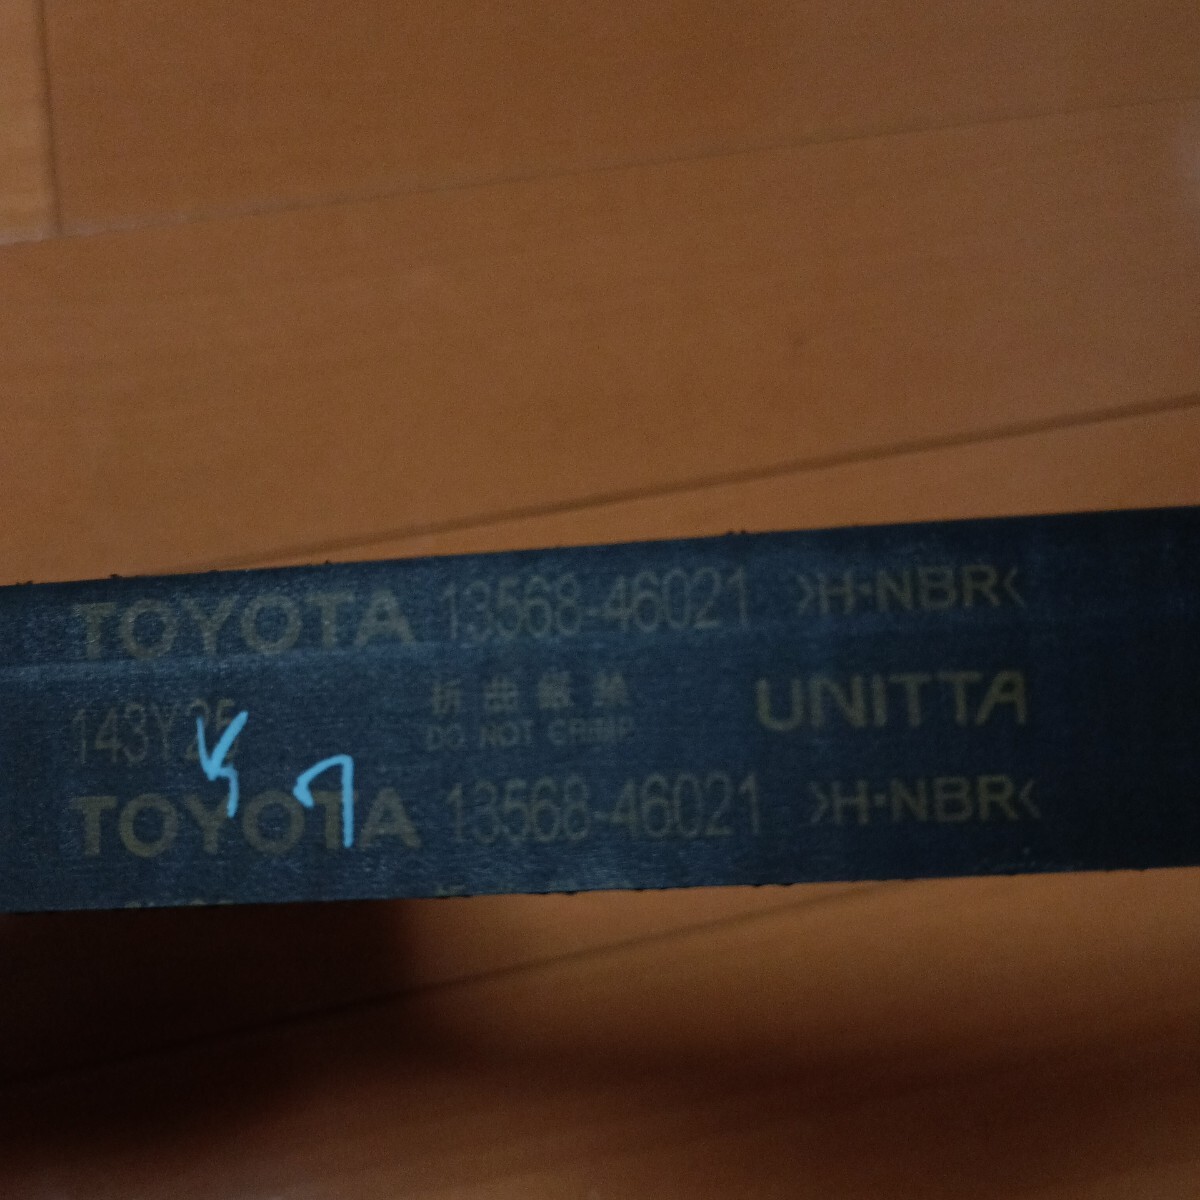 TOYOTA 13568-46021 >H-NBR<
143Y25 折曲厳禁 UNITTA
DO NOT CRIMP
TOYOTA 13568-46021 >H-NBR<